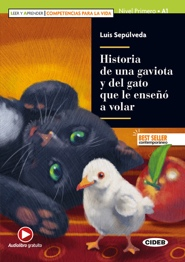 LEER Y APRENDER | COMPETENCIAS PARA LA VIDA
Nivel Primero • A1
Luis Sepúlveda
Historia
de una gaviota
y del gato
que le enseñó
a volar
BEST SELLER
contemporáneo
Audiolibro gratuito
CIDEB